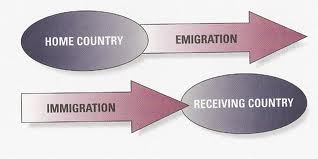 HOME COUNTRY
EMIGRATION
IMMIGRATION
RECEIVING COUNTRY